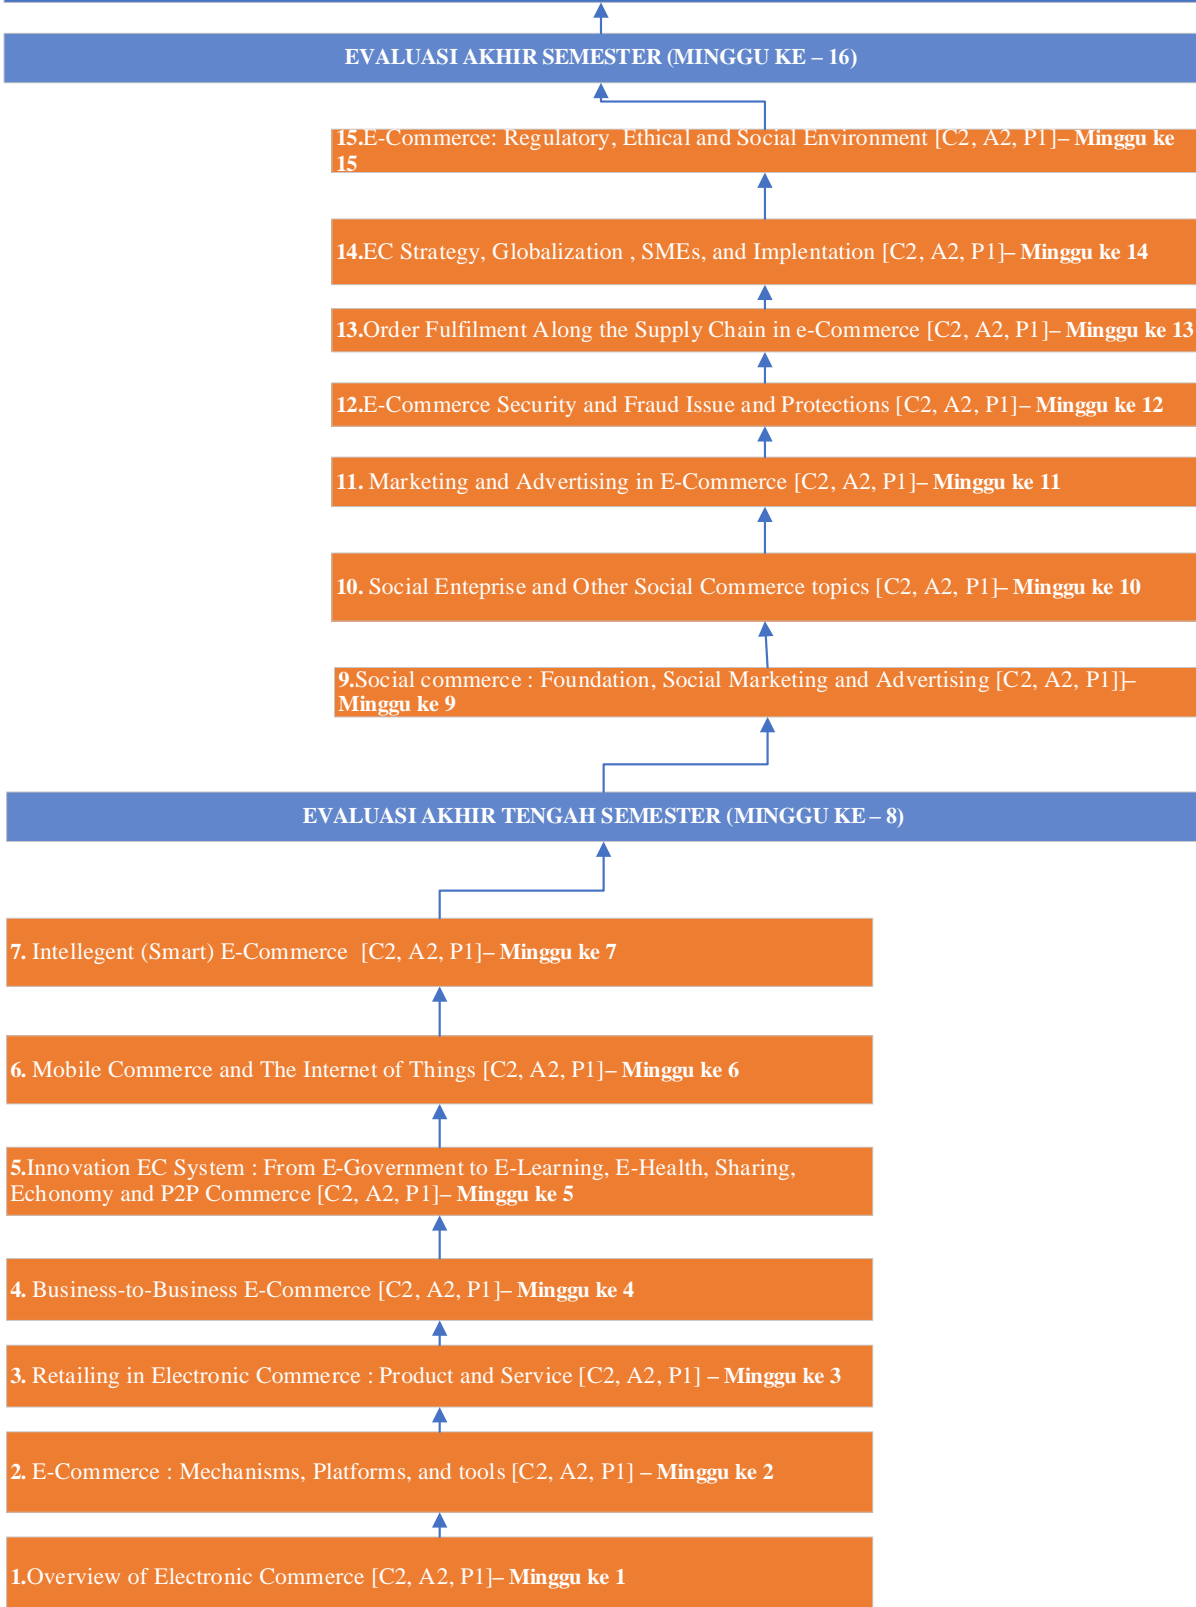 EVALUASI AKHIR SEMESTER (MINGGU KE – 16)
15.E-Commerce: Regulatory, Ethical and Social Environment [C2, A2, P1]– Minggu ke
15
14.EC Strategy, Globalization , SMEs, and Implentation [C2, A2, P1]– Minggu ke 14
13.Order Fulfilment Along the Supply Chain in e-Commerce [C2, A2, P1]– Minggu ke 13
12.E-Commerce Security and Fraud Issue and Protections [C2, A2, P1]– Minggu ke 12
11. Marketing and Advertising in E-Commerce [C2, A2, P1]– Minggu ke 11
10. Social Enteprise and Other Social Commerce topics [C2, A2, P1]– Minggu ke 10
9.Social commerce : Foundation, Social Marketing and Advertising [C2, A2, P1]]–
Minggu ke 9
EVALUASI AKHIR TENGAH SEMESTER (MINGGU KE – 8)
7. Intellegent (Smart) E-Commerce [C2, A2, P1]– Minggu ke 7
6. Mobile Commerce and The Internet of Things [C2, A2, P1]– Minggu ke 6
5.Innovation EC System : From E-Government to E-Learning, E-Health, Sharing,
Echonomy and P2P Commerce [C2, A2, P1]– Minggu ke 5
4. Business-to-Business E-Commerce [C2, A2, P1]– Minggu ke 4
3. Retailing in Electronic Commerce : Product and Service [C2, A2, P1] – Minggu ke 3
2. E-Commerce : Mechanisms, Platforms, and tools [C2, A2, P1] – Minggu ke 2
1.Overview of Electronic Commerce [C2, A2, P1]– Minggu ke 1